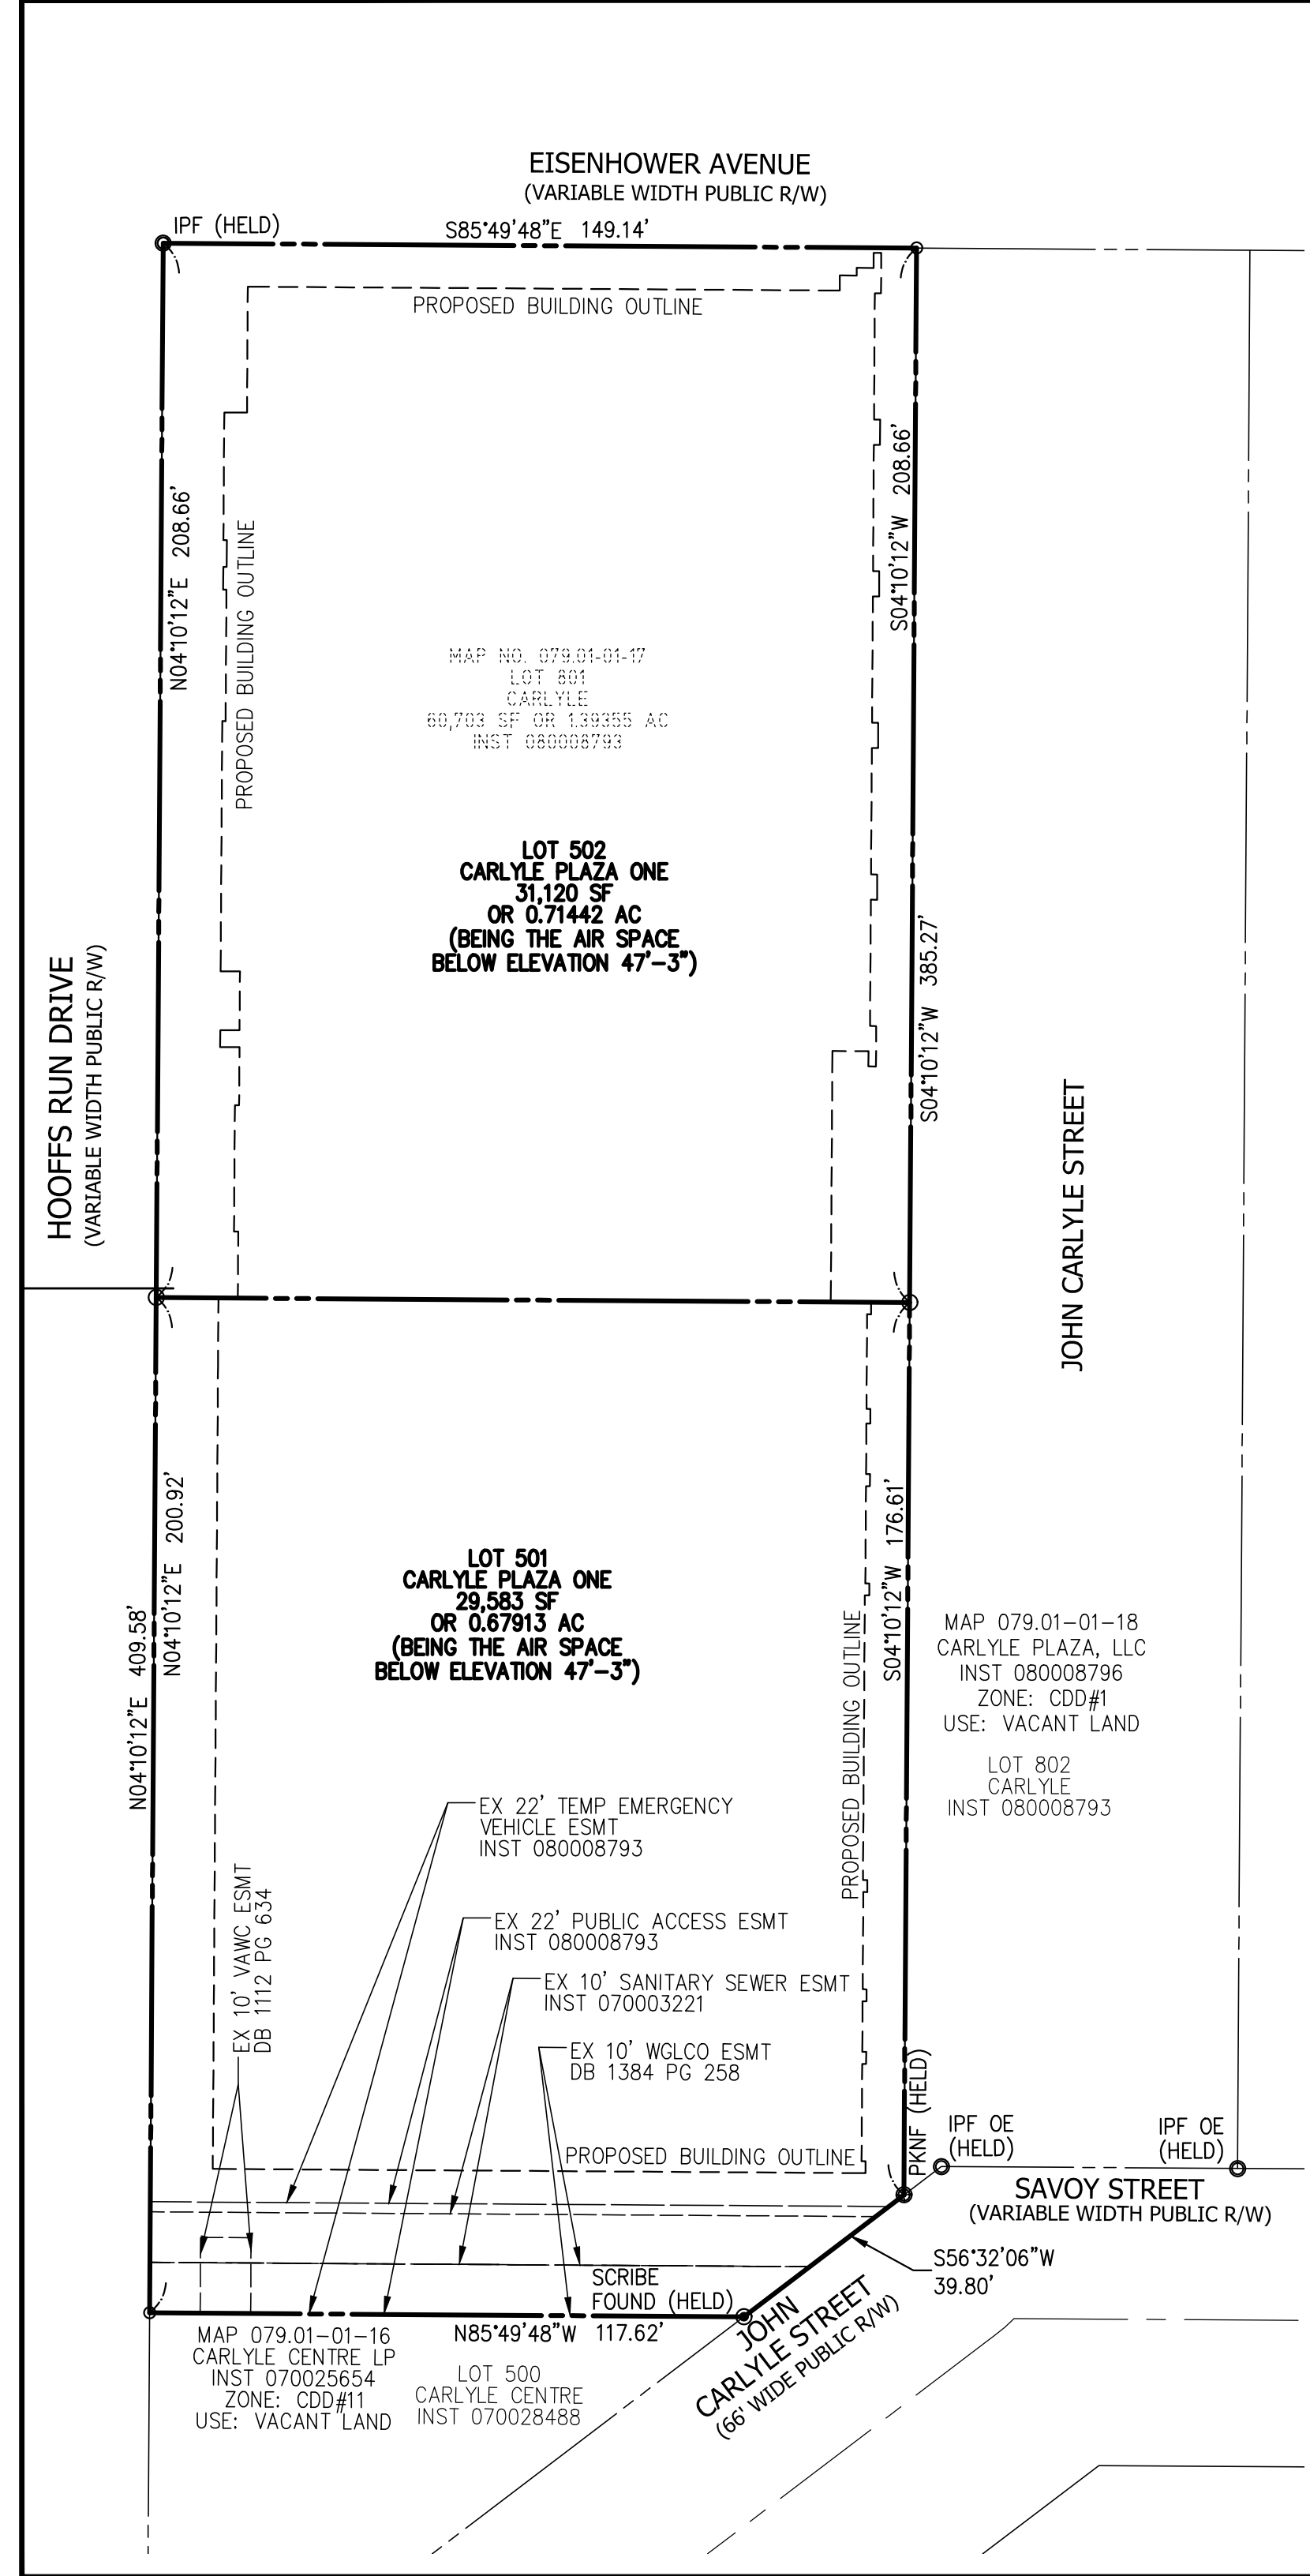 EISENHOWER AVENUE
(VARIABLE WIDTH PUBLIC R/W)
IPF (HELD)
S85°49'48"E 149.14'
PROPOSED BUILDING OUTLINE
N04°10'12"E 208.66'
PROPOSED BUILDING OUTLINE
S04°10'12"W 208.66'
MAP NO. 079.01-01-17
LOT 801
CARLYLE
60,703 SF OR 1.39355 AC
INST 080008793
LOT 502
CARLYLE PLAZA ONE
31,120 SF
OR 0.71442 AC
(BEING THE AIR SPACE
BELOW ELEVATION 47'-3")
HOOFFS RUN DRIVE
(VARIABLE WIDTH PUBLIC R/W)
S04°10'12"W 385.27'
JOHN CARLYLE STREET
N04°10'12"E 409.58'
N04°10'12"E 200.92'
LOT 501
CARLYLE PLAZA ONE
29,583 SF
OR 0.67913 AC
(BEING THE AIR SPACE
BELOW ELEVATION 47'-3")
S04°10'12"W 176.61'
PROPOSED BUILDING OUTLINE
MAP 079.01-01-18
CARLYLE PLAZA, LLC
INST 080008796
ZONE: CDD#1
USE: VACANT LAND
LOT 802
CARLYLE
INST 080008793
EX 22' TEMP EMERGENCY
VEHICLE ESMT
INST 080008793
EX 10' VAWC ESMT
DB 1112 PG 634
EX 22' PUBLIC ACCESS ESMT
INST 080008793
EX 10' SANITARY SEWER ESMT
INST 070003221
EX 10' WGLCO ESMT
DB 1384 PG 258
PROPOSED BUILDING OUTLINE
PKNF (HELD)
IPF OE
(HELD)
IPF OE
(HELD)
SAVOY STREET
(VARIABLE WIDTH PUBLIC R/W)
S56°32'06"W
39.80'
SCRIBE
FOUND (HELD)
N85°49'48"W 117.62'
JOHN
CARLYLE STREET
(66' WIDE PUBLIC R/W)
MAP 079.01-01-16
CARLYLE CENTRE LP
INST 070025654
ZONE: CDD#11
USE: VACANT LAND
LOT 500
CARLYLE CENTRE
INST 070028488